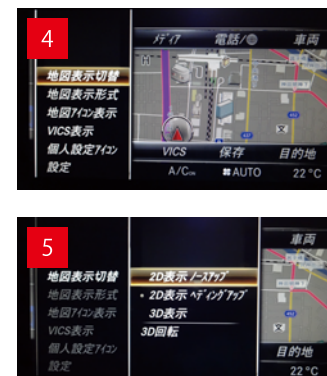 4
メディア 電話/ 車両
地図表示切替
地図表示形式
地図アイコン表示
VICS表示
個人設定アイコン
設定
VICS 保存 目的地
A/C ON AUTO 22 °C
5
車両
地図表示切替
地図表示形式
地図アイコン表示
VICS表示
個人設定アイコン
設定
2D表示 ノースアップ
• 2D表示 ヘディングアップ
3D表示
3D回転
目的地
22 °C